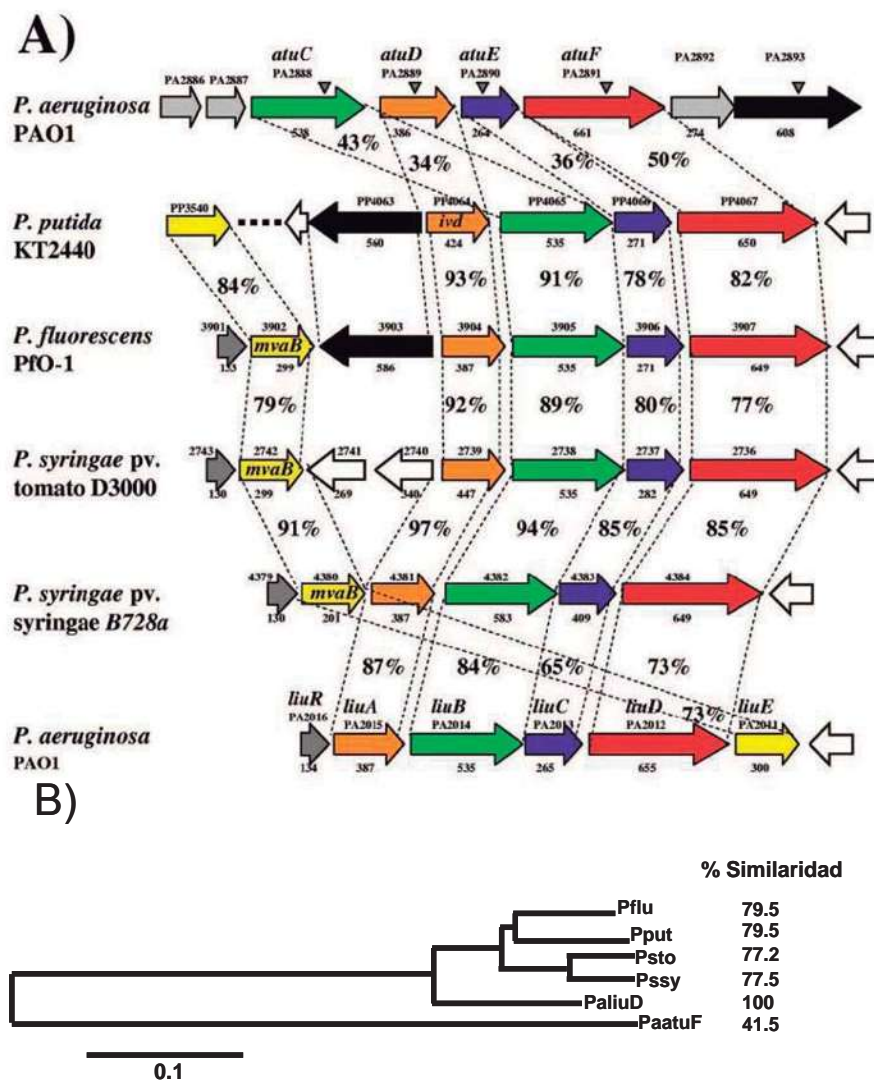 A)
atuC atuD atuE atuF
PA2886 PA2887 PA2888 PA2889 PA2890 PA2891 PA2892 PA2893
P. aeruginosa
PAO1
538 386 264 661 274 608
43% 34% 36% 50%
P. putida
KT2440
PP3540 PP4063 PP4064 PP4065 PP4066 PP4067
ivd
560 424 535 271 650
84% 93% 91% 78% 82%
P. fluorescens
PfO-1
3901 3902 3903 3904 3905 3906 3907
mvaB
133 299 586 387 535 271 649
79% 92% 89% 80% 77%
P. syringae pv.
tomato D3000
2743 2742 2741 2740 2739 2738 2737 2736
mvaB
130 299 269 340 447 535 282 649
91% 97% 94% 85% 85%
P. syringae pv.
syringae B728a
4379 4380 4381 4382 4383 4384
mvaB
130 201 387 583 409 649
87% 84% 65% 73%
73%
liuR liuA liuB liuC liuD liuE
PA2016 PA2015 PA2014 PA2013 PA2012 PA2011
P. aeruginosa
PAO1
134 387 535 265 655 300
B)
% Similaridad
Pflu 79.5
Pput 79.5
Psto 77.2
Pssy 77.5
PaliuD 100
PaatuF 41.5
0.1